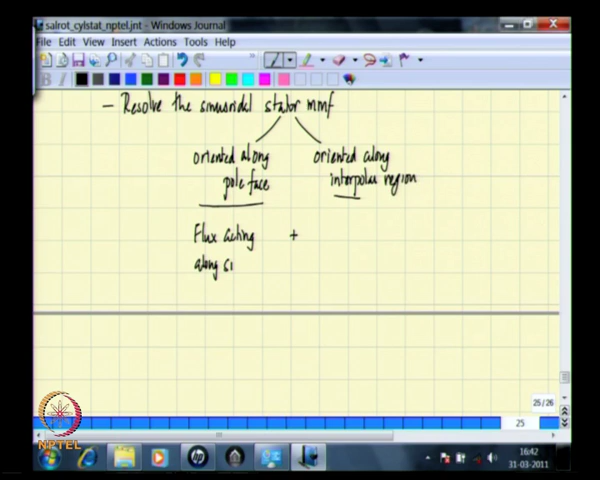 salrot_cylstat_nptel.jnt - Windows Journal
File Edit View Insert Actions Tools Help
- Resolve the sinusoidal stator mmf
oriented along oriented along
pole face interpolar region
Flux acting +
along si
25/26
25
NPTEL
16:42
31-03-2011